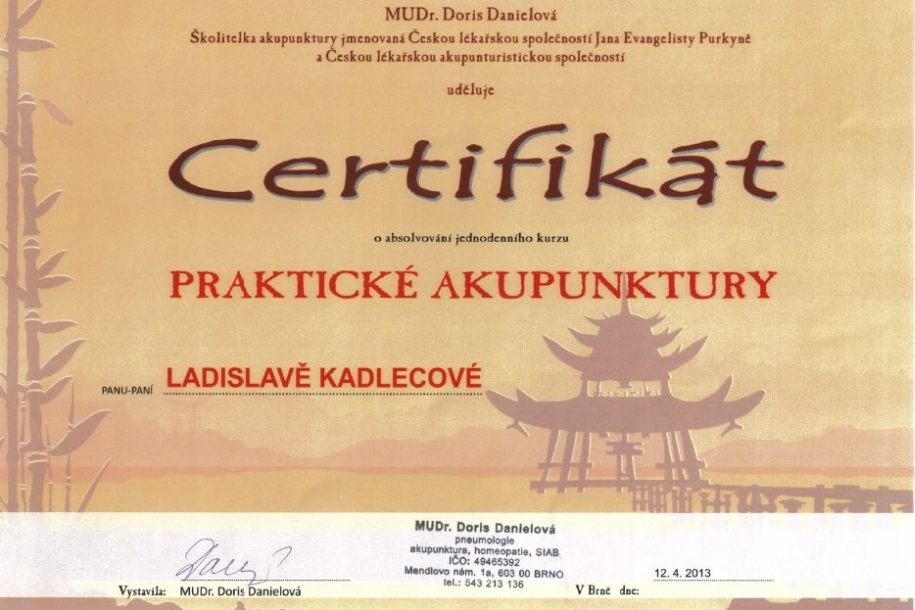 MUDr. Doris Danielová
Školitelka akupunktury jmenovaná Českou lékařskou společností Jana Evangelisty Purkyně
a Českou lékařskou akupunturistickou společností
uděluje
Certifikát
o absolvování jednodenního kurzu
PRAKTICKÉ AKUPUNKTURY
PANU-PANÍ LADISLAVĚ KADLECOVÉ
MUDr. Doris Danielová
pneumologie
akupunktura, homeopatie, SIAB
IČO: 49465392
Mendlovo nám. 1a, 603 00 BRNO
tel.: 543 213 136
Vystavila: MUDr. Doris Danielová
V Brně dne: 12. 4. 2013